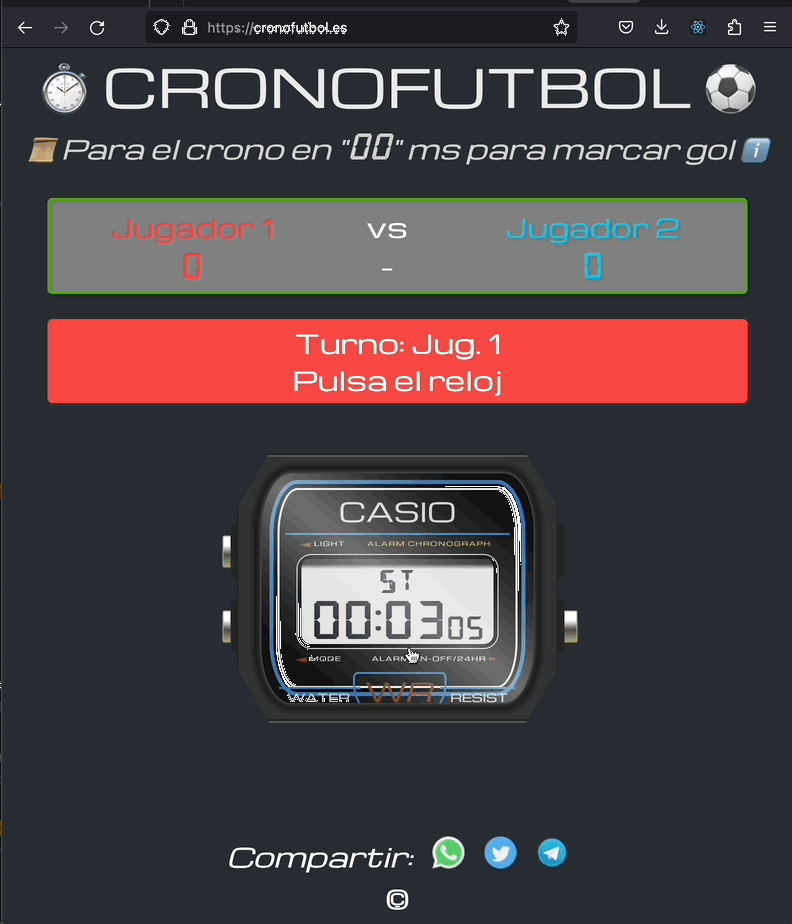 https://cronofutbol.es
CRONOFUTBOL
Para el crono en "00" ms para marcar gol
Jugador 1 vs Jugador 2
0 - 0
Turno: Jug. 1
Pulsa el reloj
CASIO
LIGHT ALARM CHRONOGRAPH
ST
00:03 05
MODE ALARM ON-OFF/24HR
WATER WR RESIST
Compartir:
©